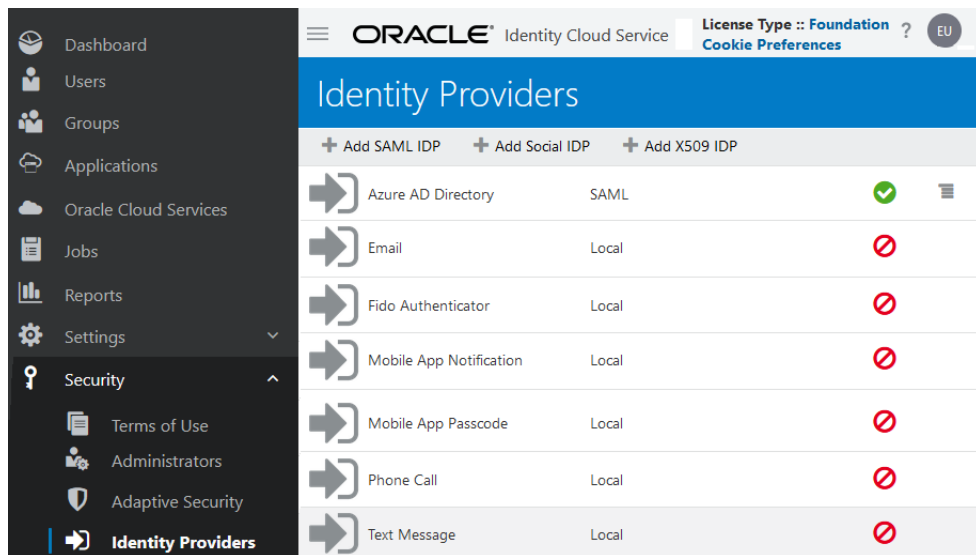 Dashboard
Users
Groups
Applications
Oracle Cloud Services
Jobs
Reports
Settings
Security
Terms of Use
Administrators
Adaptive Security
Identity Providers
ORACLE® Identity Cloud Service
License Type :: Foundation ? EU
Cookie Preferences
Identity Providers
+ Add SAML IDP + Add Social IDP + Add X509 IDP
Azure AD Directory SAML
Email Local
Fido Authenticator Local
Mobile App Notification Local
Mobile App Passcode Local
Phone Call Local
Text Message Local